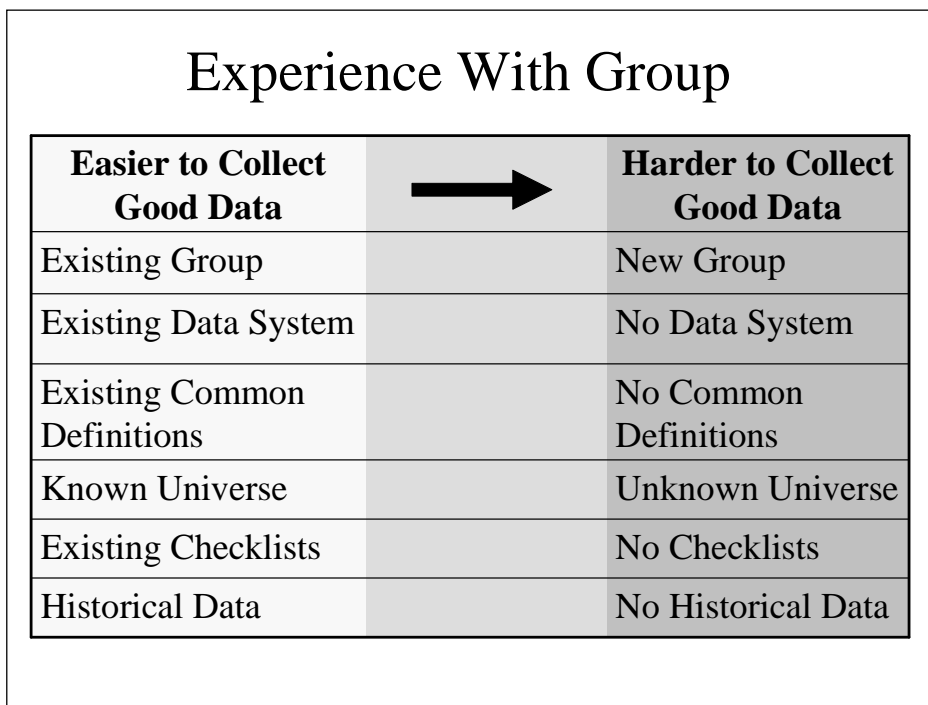 Experience With Group
Easier to Collect
Good Data
Harder to Collect
Good Data
Existing Group
New Group
Existing Data System
No Data System
Existing Common
Definitions
No Common
Definitions
Known Universe
Unknown Universe
Existing Checklists
No Checklists
Historical Data
No Historical Data